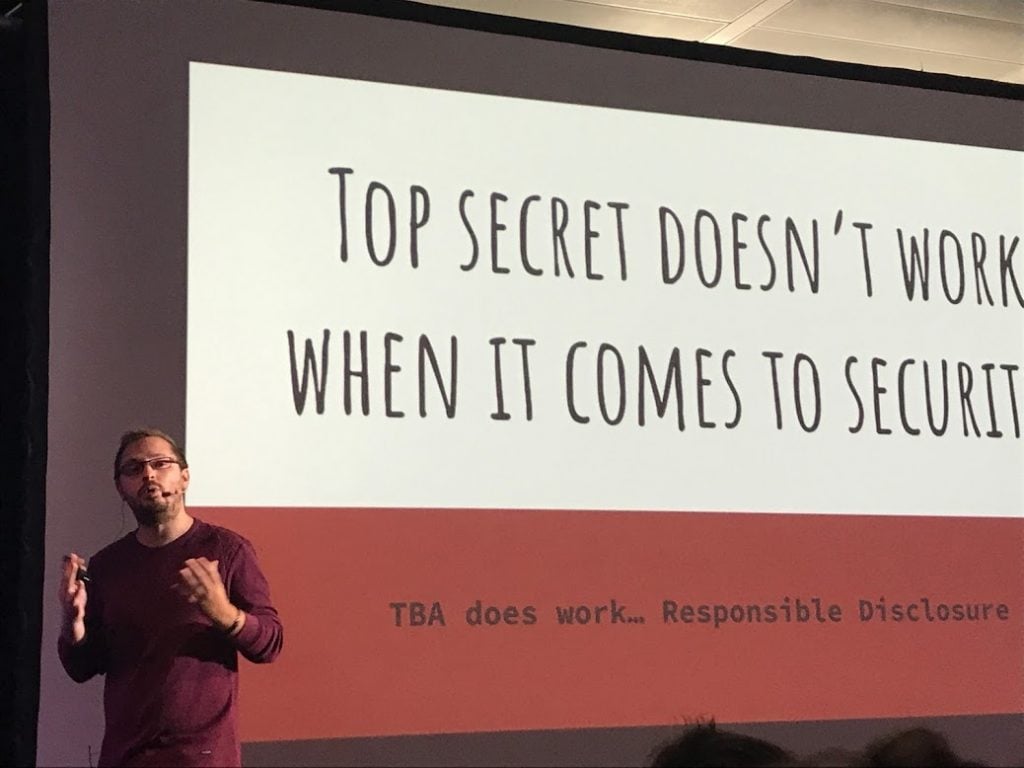 TOP SECRET DOESN'T WORK
WHEN IT COMES TO SECURIT
TBA does work… Responsible Disclosure